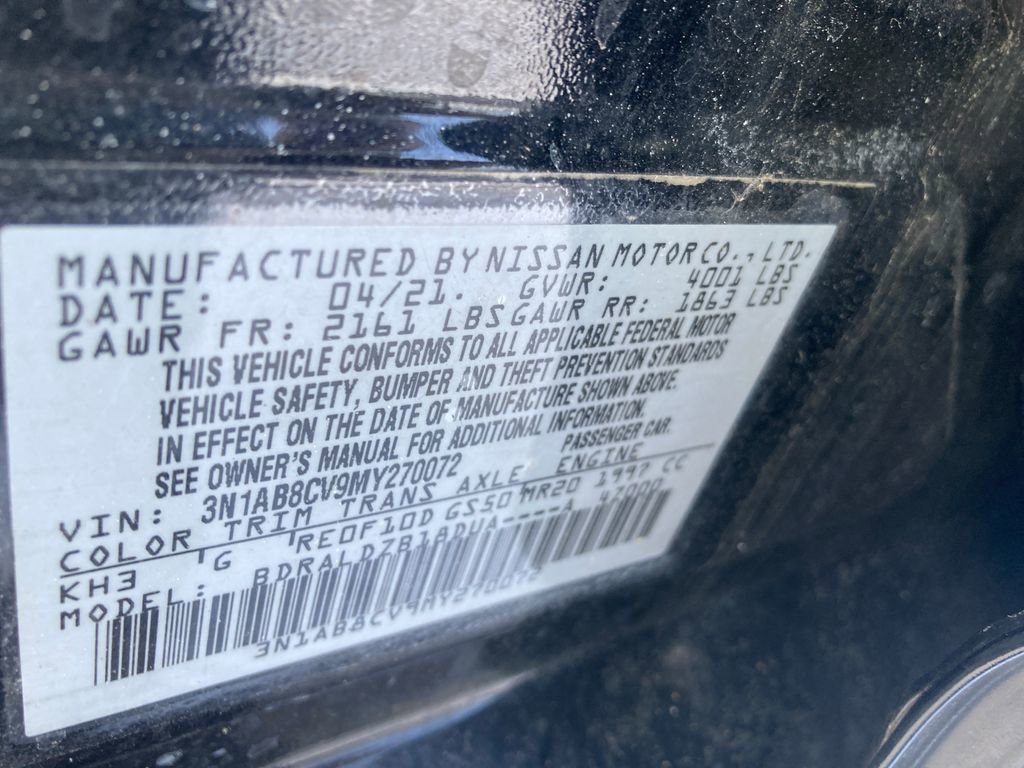 MANUFACTURED BY NISSAN MOTOR CO., LTD.
DATE: 04/21. GVWR: 4001 LBS
GAWR FR: 2161 LBS GAWR RR: 1863 LBS
THIS VEHICLE CONFORMS TO ALL APPLICABLE FEDERAL MOTOR
VEHICLE SAFETY, BUMPER AND THEFT PREVENTION STANDARDS
IN EFFECT ON THE DATE OF MANUFACTURE SHOWN ABOVE.
SEE OWNER'S MANUAL FOR ADDITIONAL INFORMATION.
VIN: 3N1AB8CV9MY270072 PASSENGER CAR.
COLOR TRIM TRANS AXLE ENGINE
KH3 'G 'RE0F10D GS50 MR20 1997 CC
MODEL: BDRALDZB1ADUA----A 47000
3N1AB8CV9MY270072